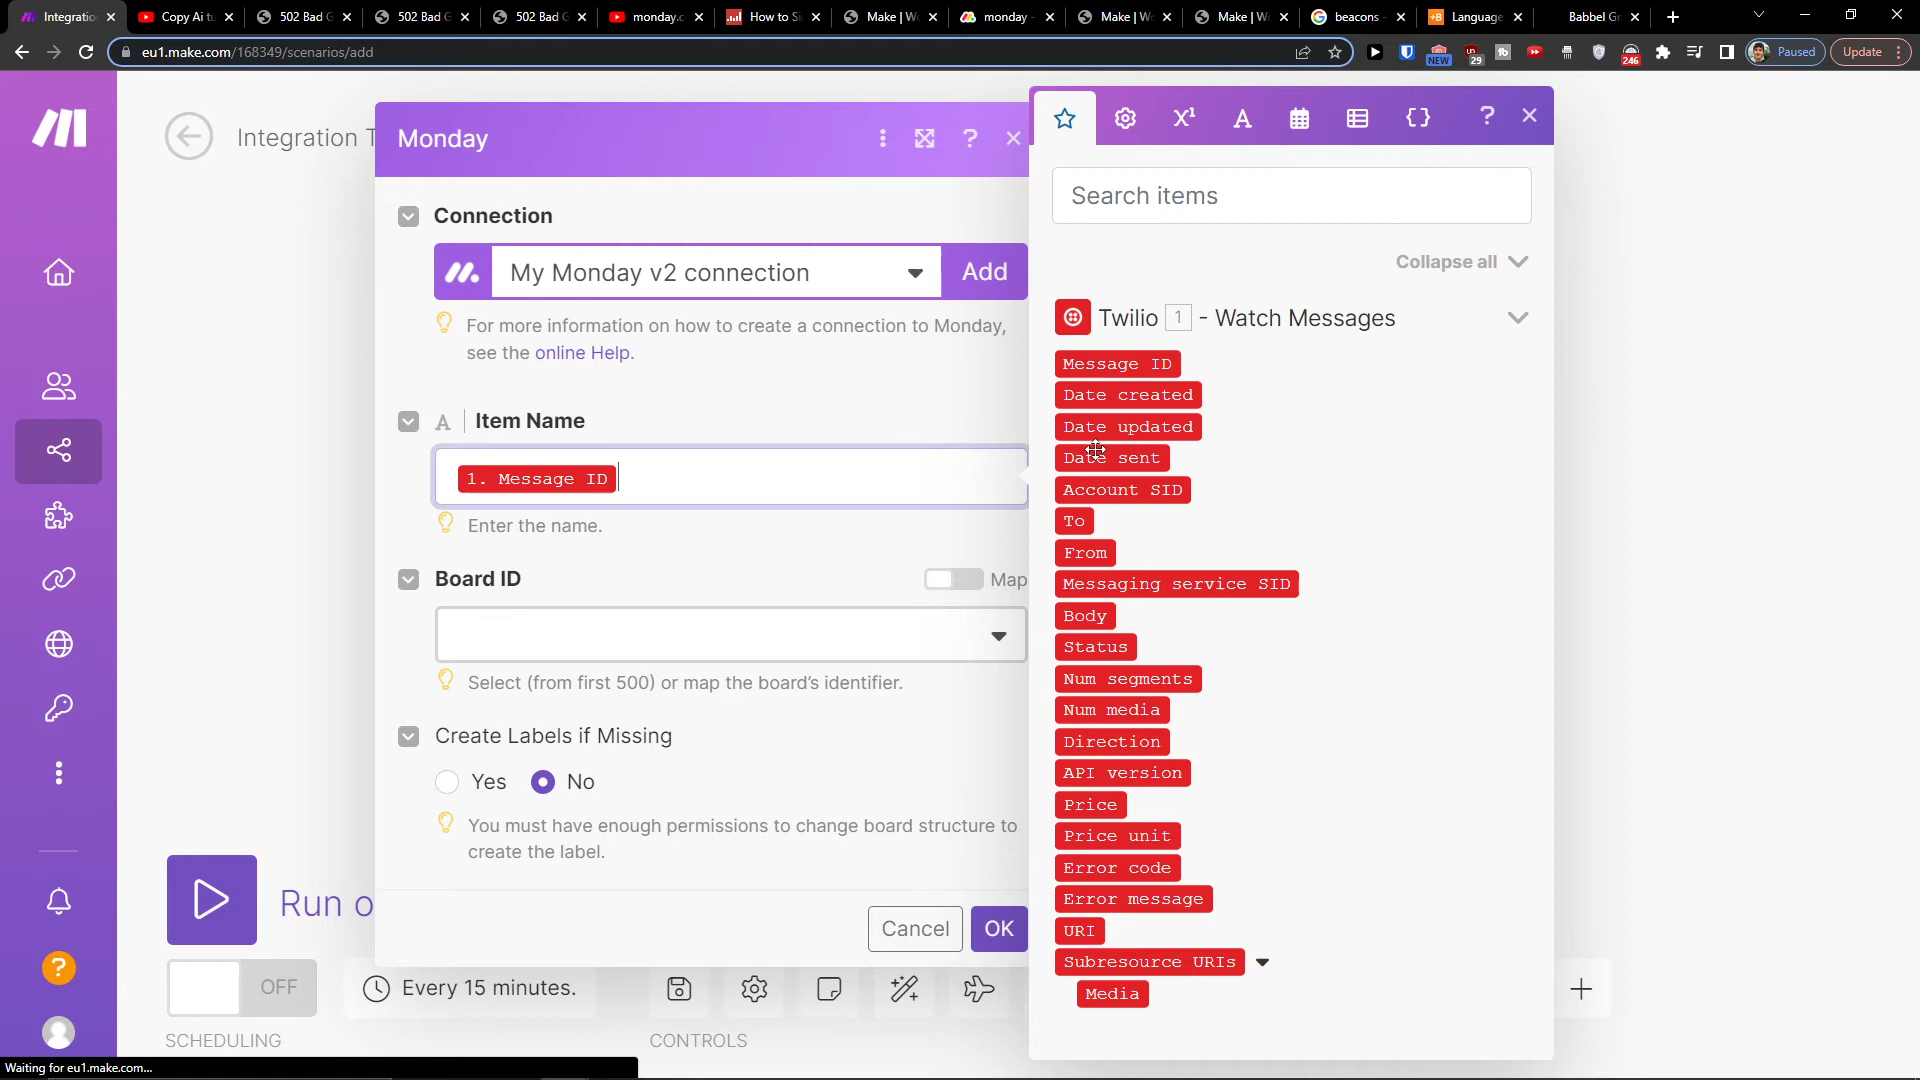 Integration
Copy Ai tu
502 Bad G
502 Bad G
502 Bad G
monday.c
How to Si
Make | W
monday -
Make | Wo
Make | Wo
beacons -
Language
Babbel Gr
eu1.make.com/168349/scenarios/add
NEW
29
246
Paused
Update
Integration T
Monday
Connection
My Monday v2 connection
Add
For more information on how to create a connection to Monday,
see the online Help.
A
Item Name
1. Message ID
Enter the name.
Board ID
Map
Select (from first 500) or map the board's identifier.
Create Labels if Missing
Yes
No
You must have enough permissions to change board structure to
create the label.
Cancel
OK
Run o
OFF
Every 15 minutes.
SCHEDULING
CONTROLS
Waiting for eu1.make.com...
Search items
Collapse all
Twilio 1 - Watch Messages
Message ID
Date created
Date updated
Date sent
Account SID
To
From
Messaging service SID
Body
Status
Num segments
Num media
Direction
API version
Price
Price unit
Error code
Error message
URI
Subresource URIs
Media